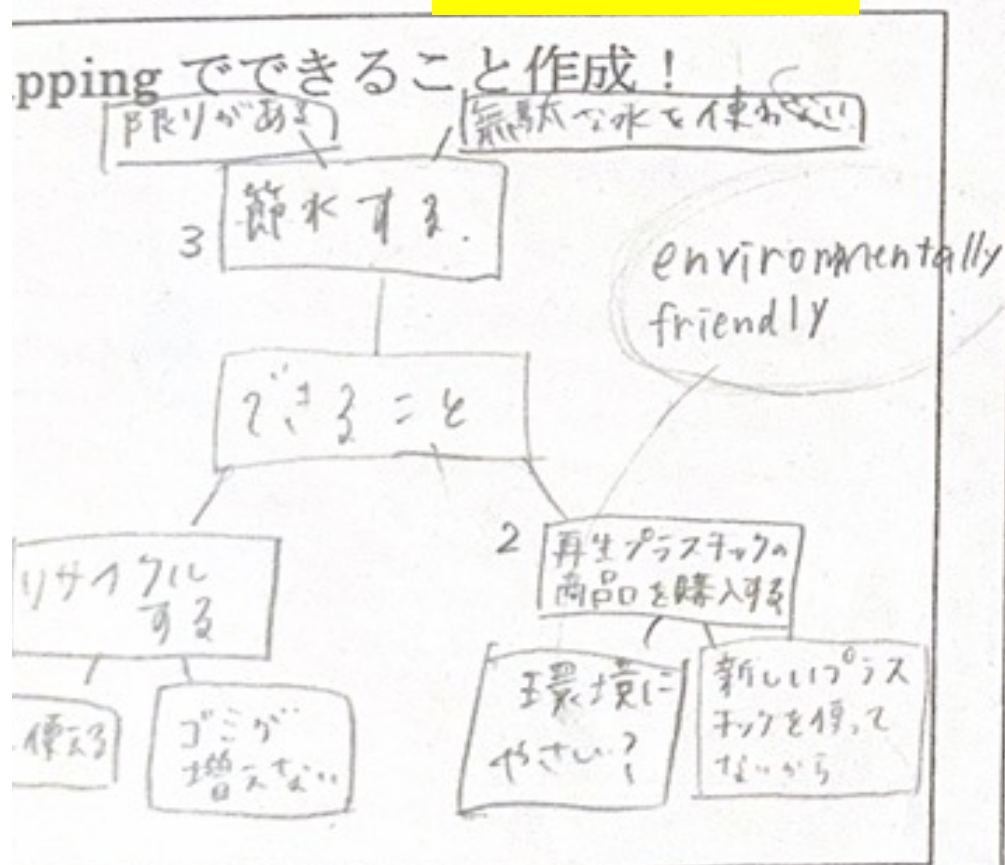 pping でできること作成！
限りがある
無駄な水を使わない
節水する.
3
environmentally
friendly
できること
リサイクル
する
2
再生プラスチックの
商品を購入する
使える
ゴミが
増えない
環境に
やさしい？
新しいプラス
チックを使って
ないから